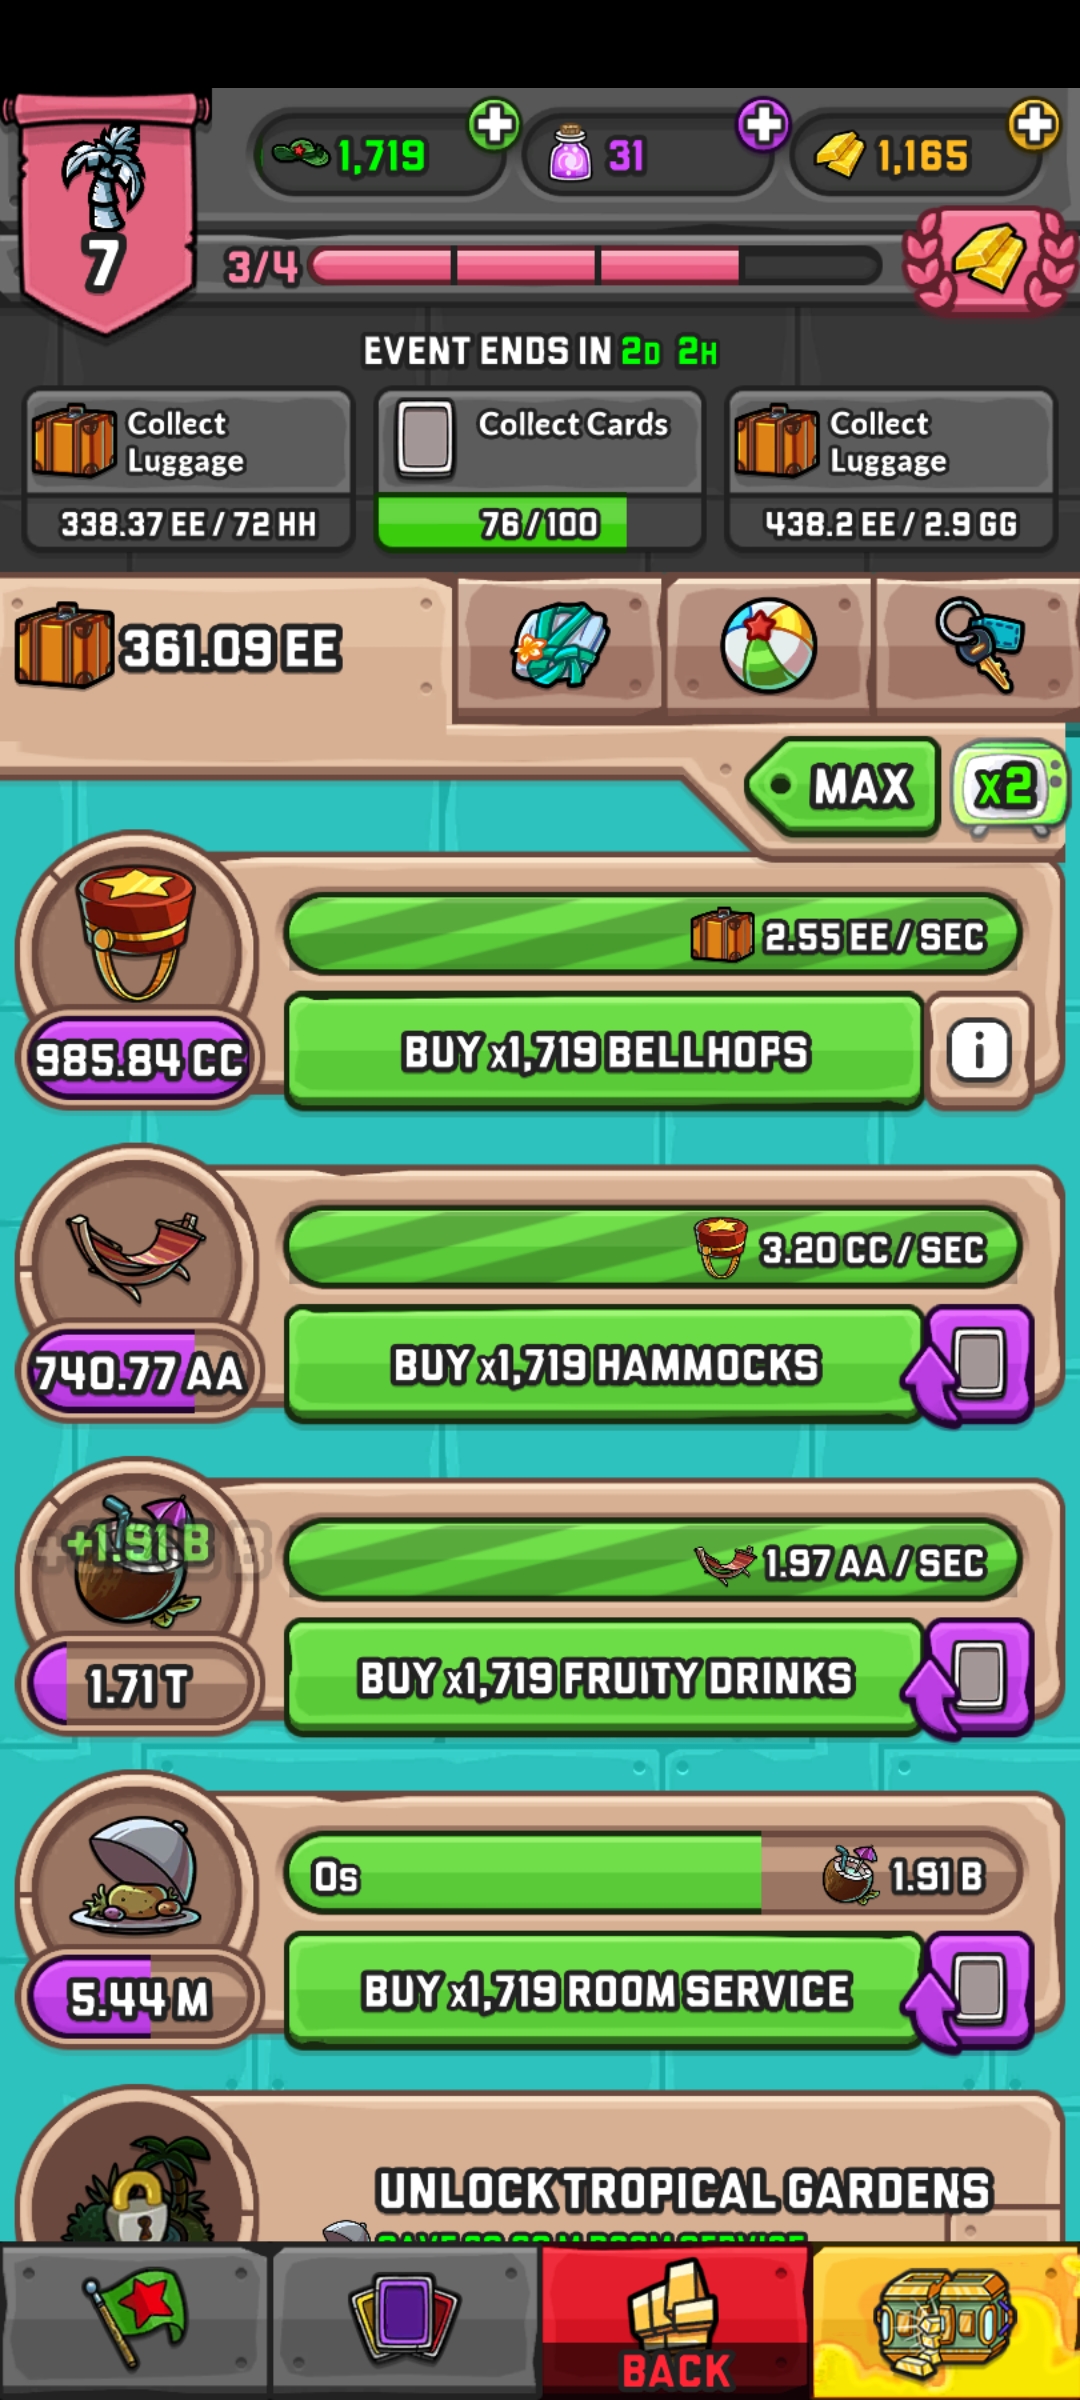 1,719
31
1,165
7
3/4
EVENT ENDS IN 2D 2H
Collect Luggage
338.37 EE / 72 HH
Collect Cards
76/100
Collect Luggage
438.2 EE / 2.9 GG
361.09 EE
MAX
x2
2.55 EE / SEC
985.84 CC
BUY x1,719 BELLHOPS
i
3.20 CC / SEC
740.77 AA
BUY x1,719 HAMMOCKS
+1.91 B
1.97 AA / SEC
1.71 T
BUY x1,719 FRUITY DRINKS
0s
1.91 B
5.44 M
BUY x1,719 ROOM SERVICE
UNLOCK TROPICAL GARDENS
BACK